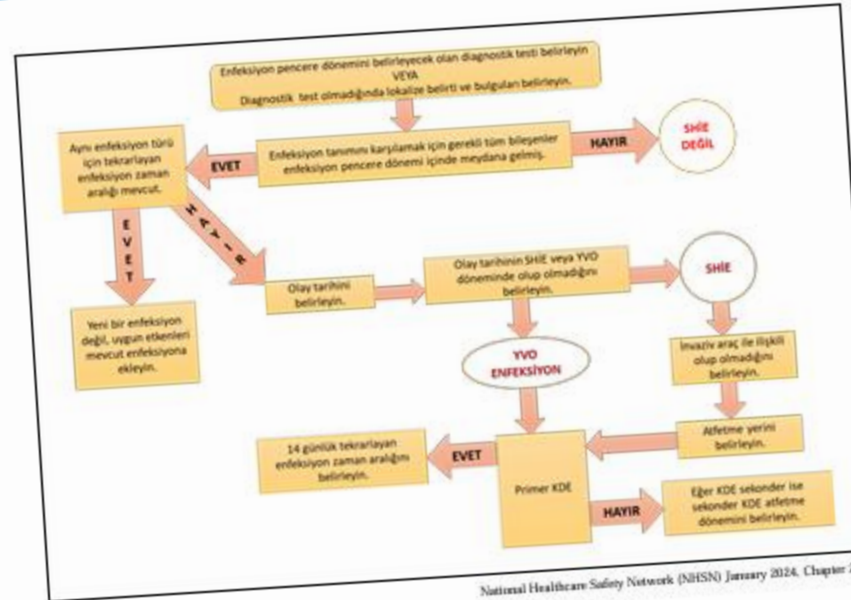 Enfeksiyon pencere dönemini belirleyecek olan diagnostik testi belirleyin
VEYA
Diagnostik test olmadığında lokalize belirti ve bulguları belirleyin.
Aynı enfeksiyon türü
için tekrarlayan
enfeksiyon zaman
aralığı mevcut.
EVET
Enfeksiyon tanımını karşılamak için gerekli tüm bileşenler
enfeksiyon pencere dönemi içinde meydana gelmiş.
HAYIR
SHİE
DEĞİL
EVET
HAYIR
Olay tarihini
belirleyin.
Olay tarihinin SHİE veya YVO
döneminde olup olmadığını
belirleyin.
SHİE
Yeni bir enfeksiyon
değil, uygun etkenleri
mevcut enfeksiyona
ekleyin.
YVO
ENFEKSİYON
İnvaziv araç ile ilişkili
olup olmadığını
belirleyin.
14 günlük tekrarlayan
enfeksiyon zaman aralığını
belirleyin.
EVET
Primer KDE
Atfetme yerini
belirleyin.
HAYIR
Eğer KDE sekonder ise
sekonder KDE atfetme
dönemini belirleyin.
National Healthcare Safety Network (NHSN) January 2024, Chapter 2